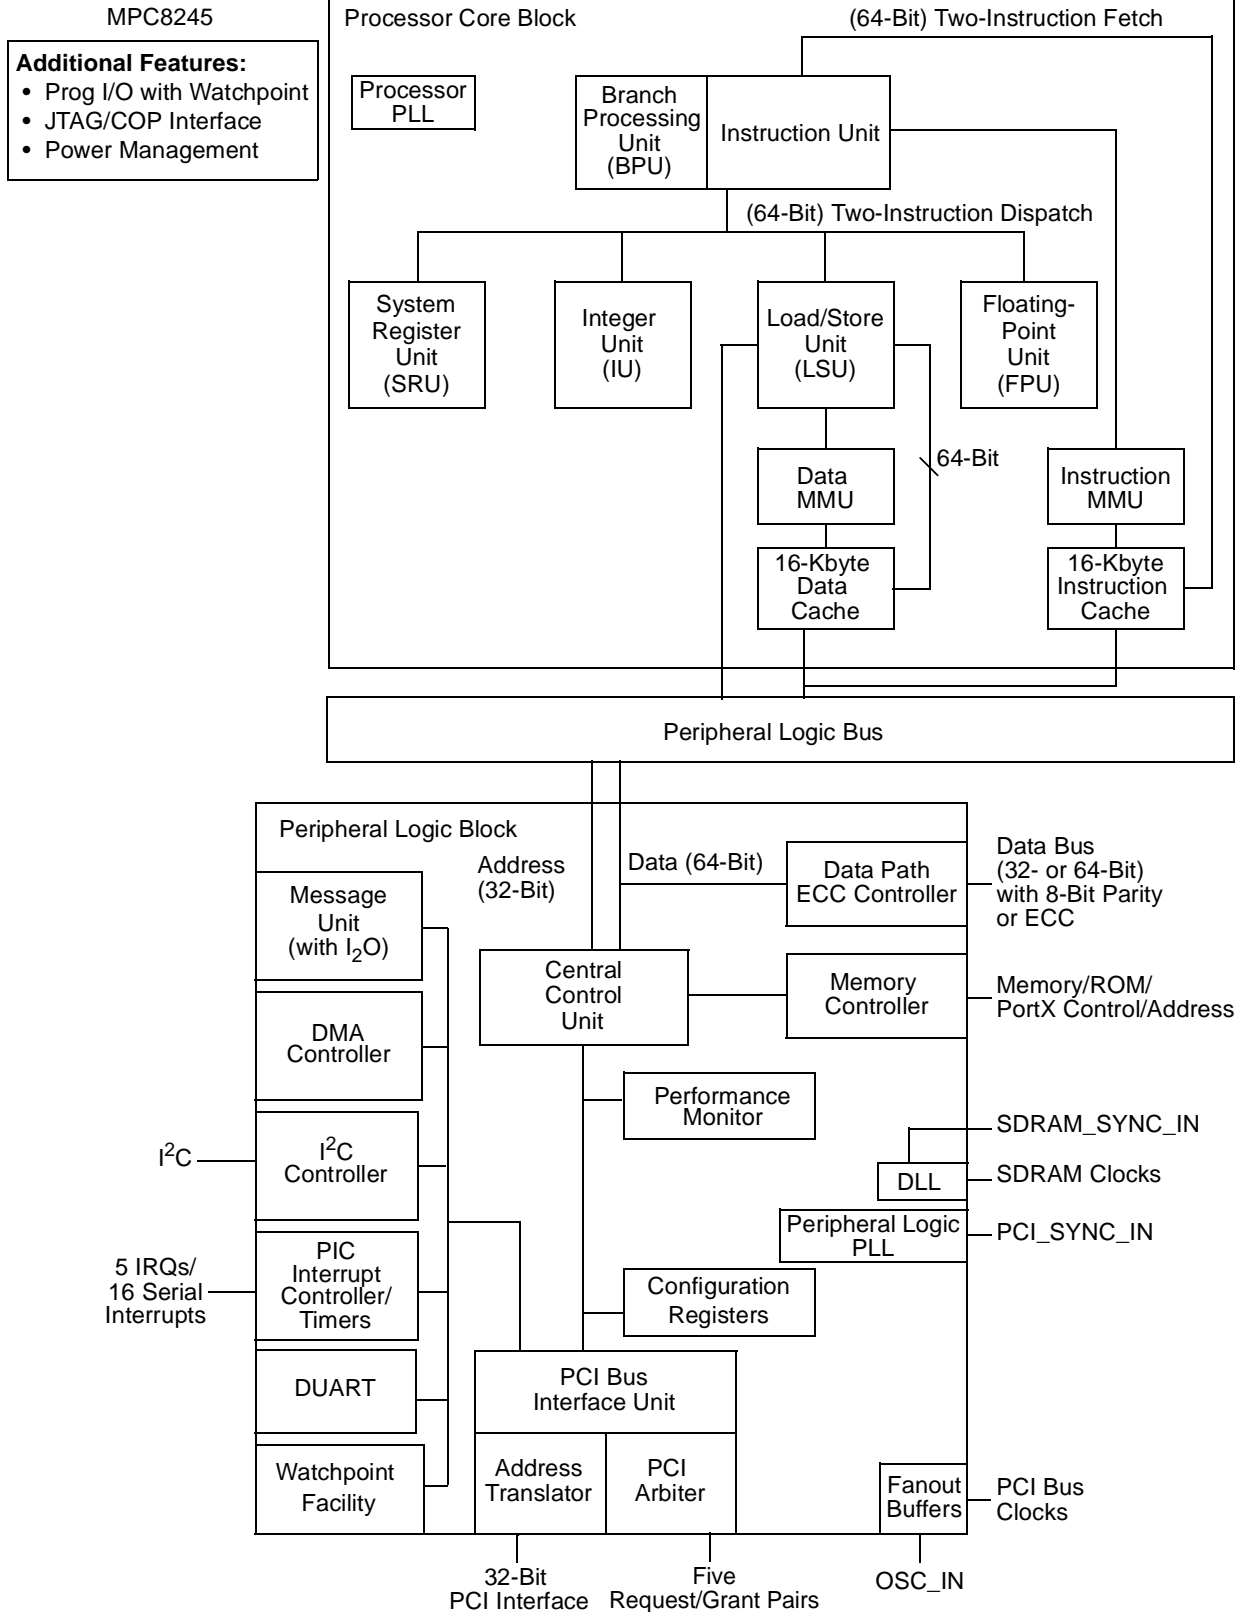 MPC8245
Additional Features:
• Prog I/O with Watchpoint
• JTAG/COP Interface
• Power Management
Processor Core Block
(64-Bit) Two-Instruction Fetch
Processor
PLL
Branch
Processing
Unit
(BPU)
Instruction Unit
(64-Bit) Two-Instruction Dispatch
System
Register
Unit
(SRU)
Integer
Unit
(IU)
Load/Store
Unit
(LSU)
Floating-
Point
Unit
(FPU)
64-Bit
Data
MMU
Instruction
MMU
16-Kbyte
Data
Cache
16-Kbyte
Instruction
Cache
Peripheral Logic Bus
Peripheral Logic Block
Address
(32-Bit)
Data (64-Bit)
Data Path
ECC Controller
Data Bus
(32- or 64-Bit)
with 8-Bit Parity
or ECC
Message
Unit
(with I2O)
Central
Control
Unit
Memory
Controller
Memory/ROM/
PortX Control/Address
DMA
Controller
Performance
Monitor
SDRAM_SYNC_IN
I2C
I2C
Controller
DLL
SDRAM Clocks
Peripheral Logic
PLL
PCI_SYNC_IN
5 IRQs/
16 Serial
Interrupts
PIC
Interrupt
Controller/
Timers
Configuration
Registers
DUART
PCI Bus
Interface Unit
Watchpoint
Facility
Address
Translator
PCI
Arbiter
Fanout
Buffers
PCI Bus
Clocks
32-Bit
PCI Interface
Five
Request/Grant Pairs
OSC_IN